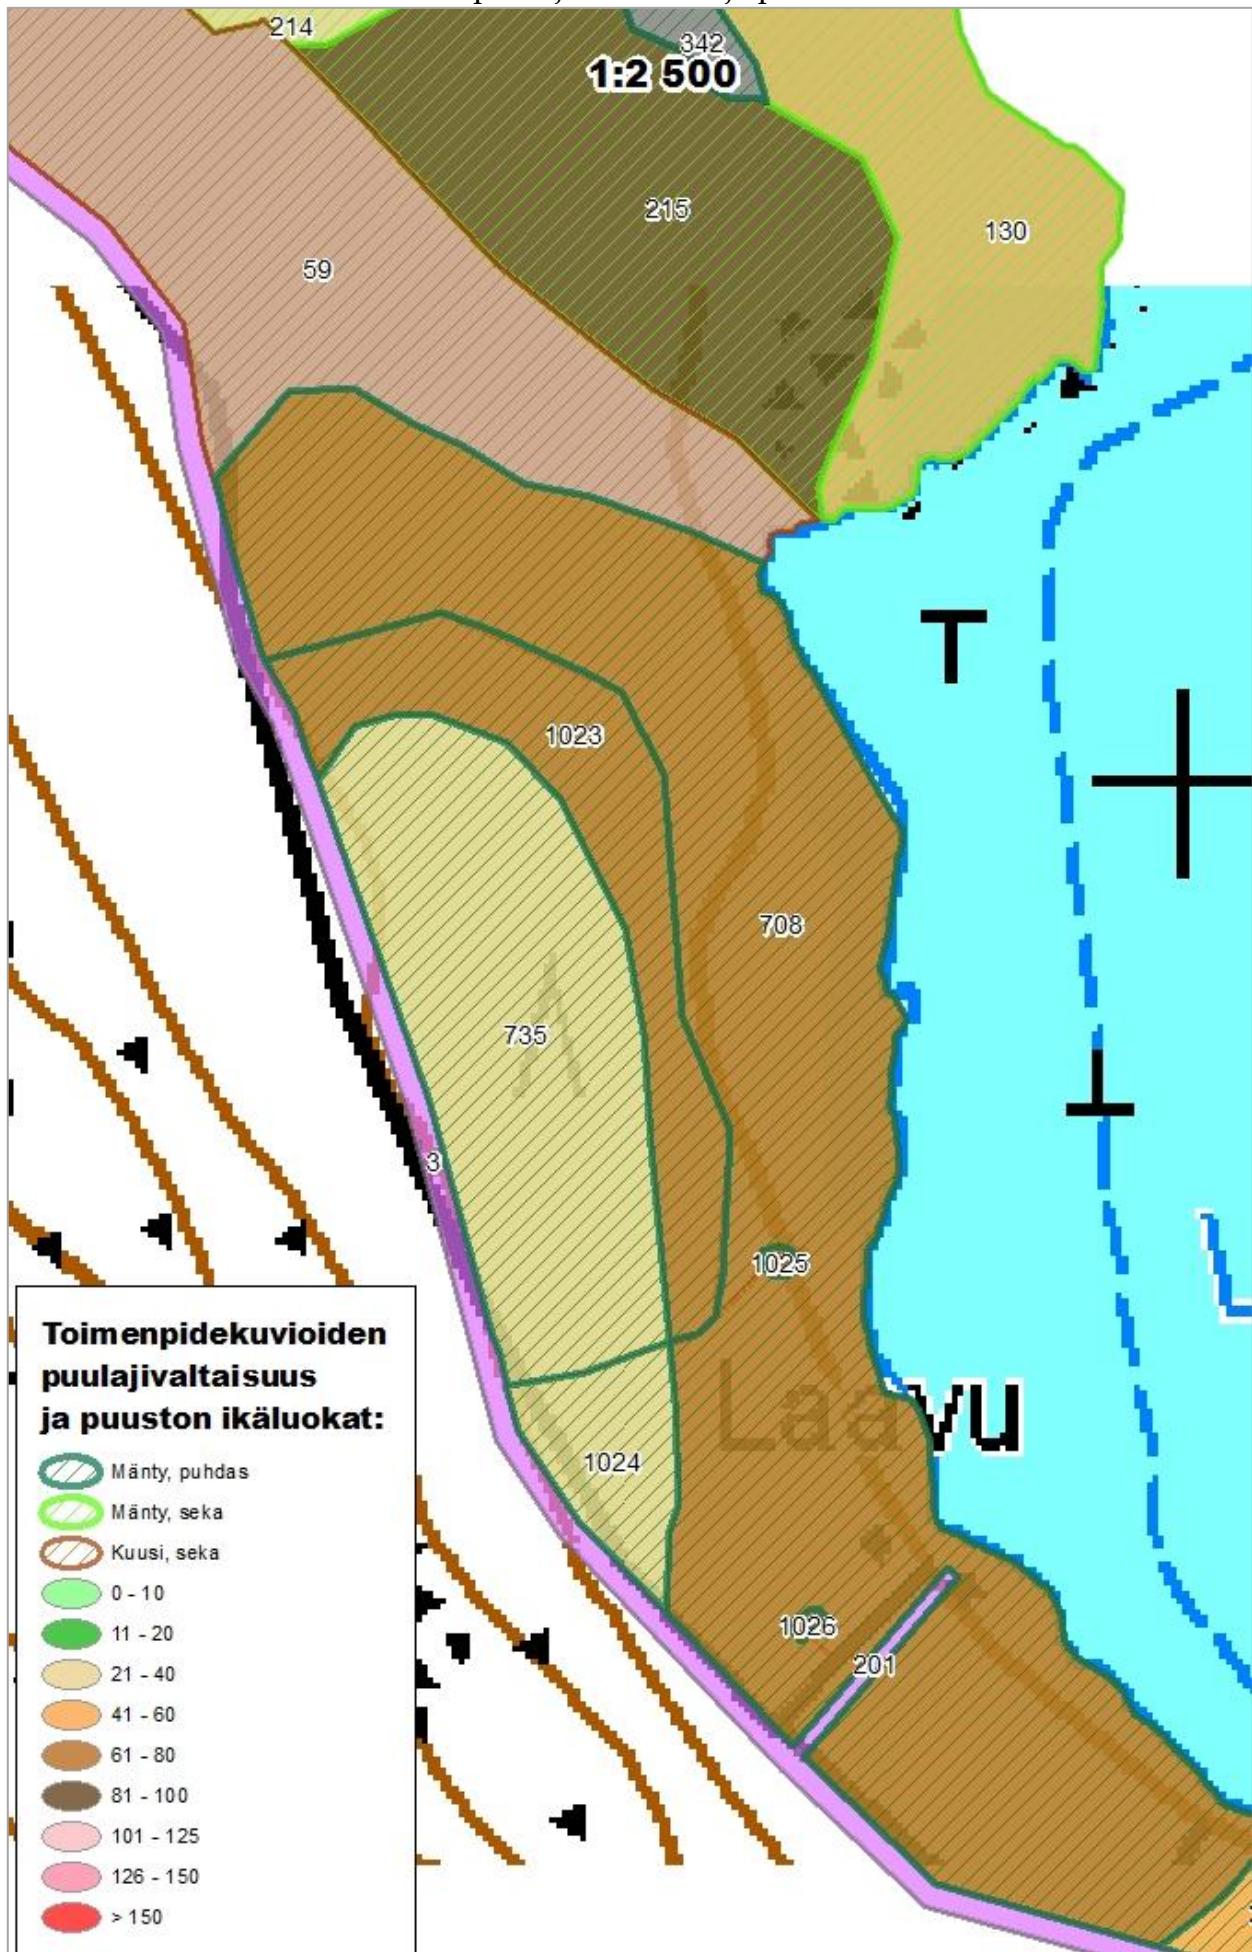 214
342
1:2 500
215
130
59
1023
708
735
3
1025
Laavu
1024
1026
201
Toimenpidekuvioiden
puulajivaltaisuus
ja puuston ikäluokat:
Mänty, puhdas
Mänty, seka
Kuusi, seka
0 - 10
11 - 20
21 - 40
41 - 60
61 - 80
81 - 100
101 - 125
126 - 150
> 150